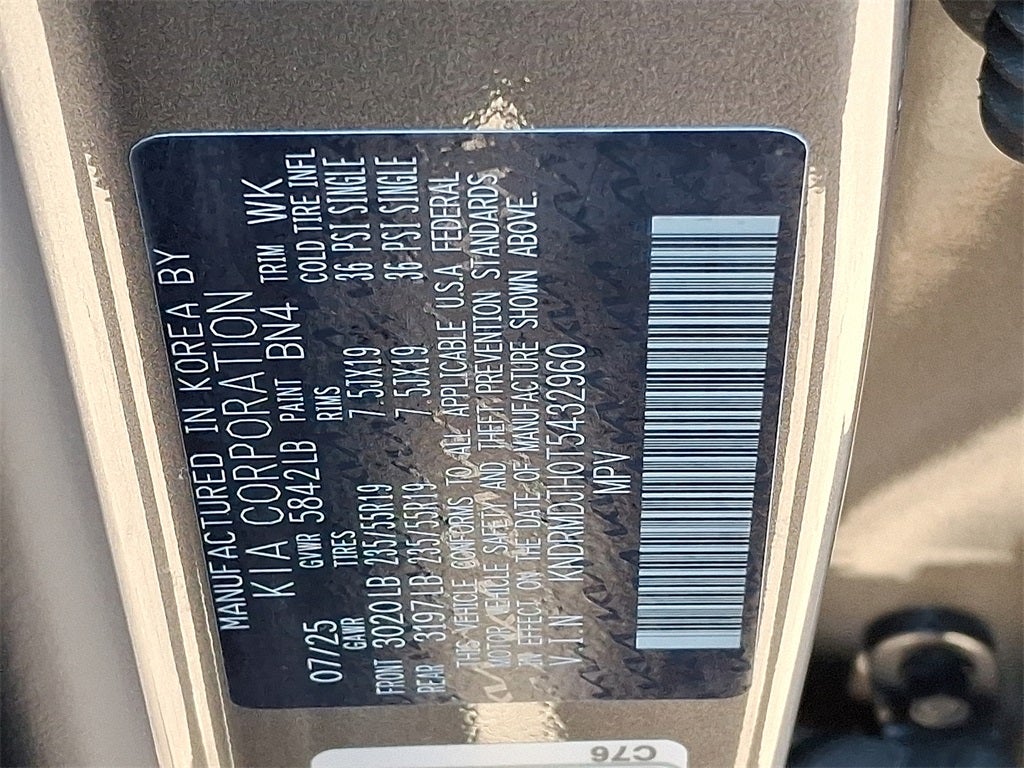 MANUFACTURED IN KOREA BY
KIA CORPORATION
07/25 GVWR 5842LB PAINT BN4 TRIM WK
GAWR TIRES RIMS COLD TIRE INFL
FRONT 3020LB 235/55R19 7.5JX19 36 PSI SINGLE
REAR 3197LB 235/55R19 7.5JX19 36 PSI SINGLE
THIS VEHICLE CONFORMS TO ALL APPLICABLE U.S.A FEDERAL
MOTOR VEHICLE SAFETY AND THEFT PREVENTION STANDARDS
IN EFFECT ON THE DATE OF MANUFACTURE SHOWN ABOVE.
V.I.N KNDRMDJH0T5432960
MPV
C76